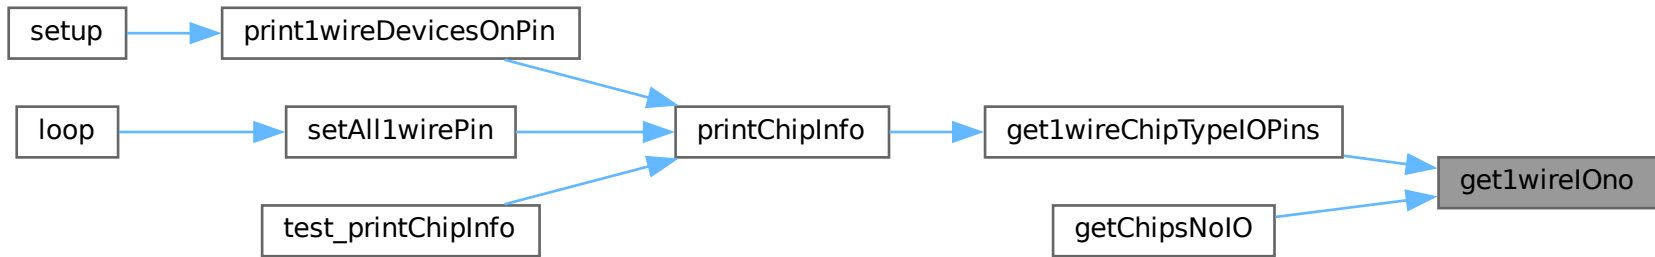 setup
print1wireDevicesOnPin
loop
setAll1wirePin
printChipInfo
get1wireChipTypeIOPins
get1wireIOno
test_printChipInfo
getChipsNoIO